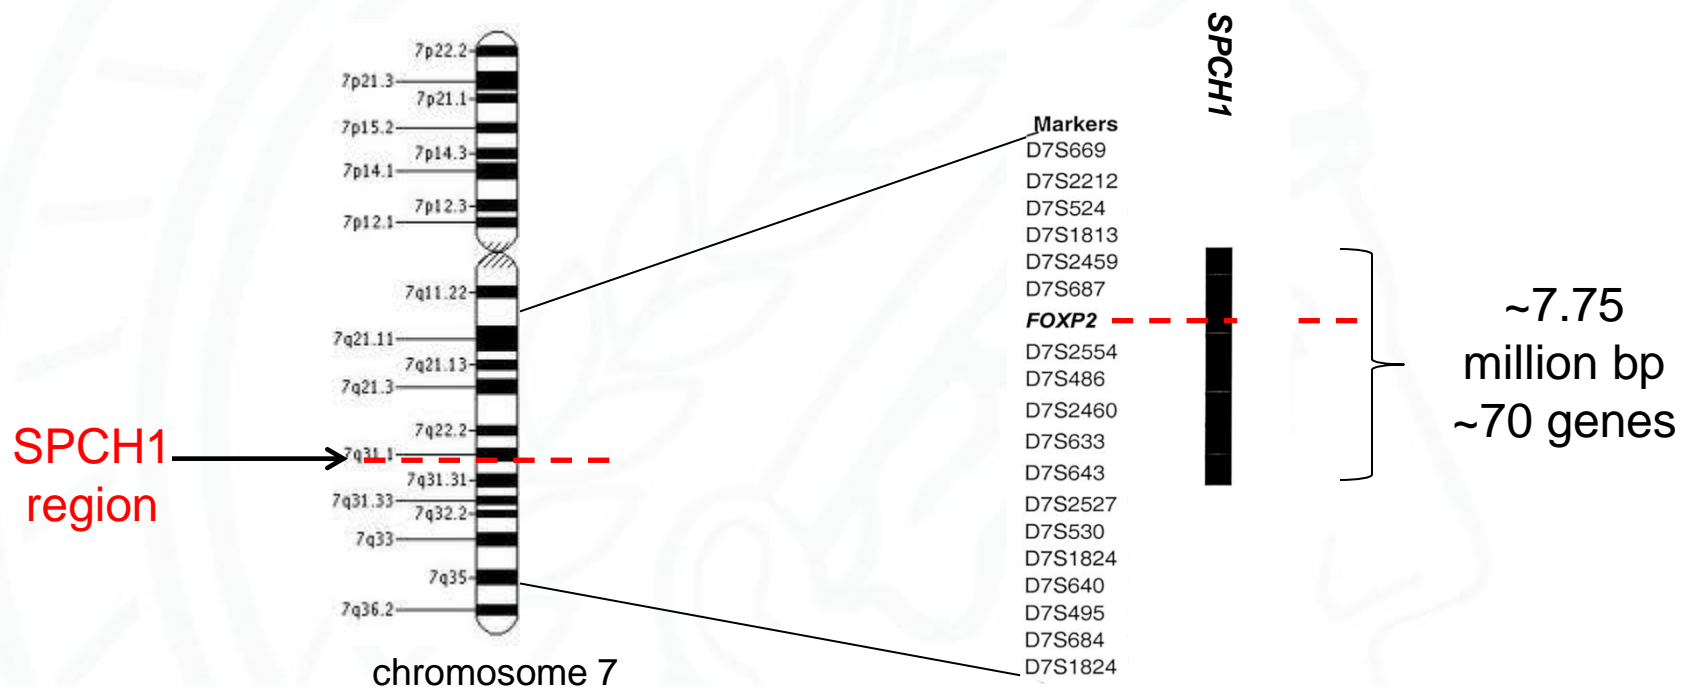 7p22.2
7p21.3
7p21.1
7p15.2
7p14.3
7p14.1
7p12.3
7p12.1
7q11.22
7q21.11
7q21.13
7q21.3
7q22.2
7q31.1
7q31.31
7q31.33
7q32.2
7q33
7q35
7q36.2
chromosome 7
SPCH1
region
SPCH1
Markers
D7S669
D7S2212
D7S524
D7S1813
D7S2459
D7S687
FOXP2
D7S2554
D7S486
D7S2460
D7S633
D7S643
D7S2527
D7S530
D7S1824
D7S640
D7S495
D7S684
D7S1824
~7.75
million bp
~70 genes